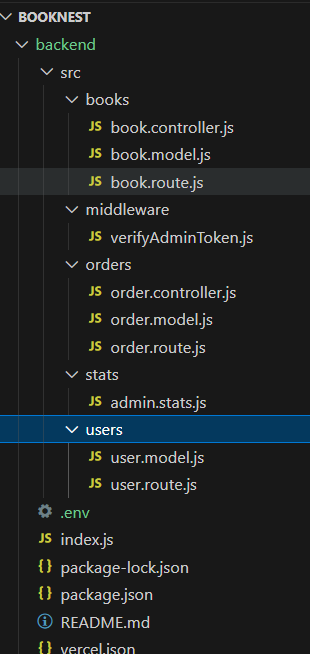 BOOKNEST
backend
src
books
JS book.controller.js
JS book.model.js
JS book.route.js
middleware
JS verifyAdminToken.js
orders
JS order.controller.js
JS order.model.js
JS order.route.js
stats
JS admin.stats.js
users
JS user.model.js
JS user.route.js
.env
JS index.js
{} package-lock.json
{} package.json
README.md
{} vercel.json